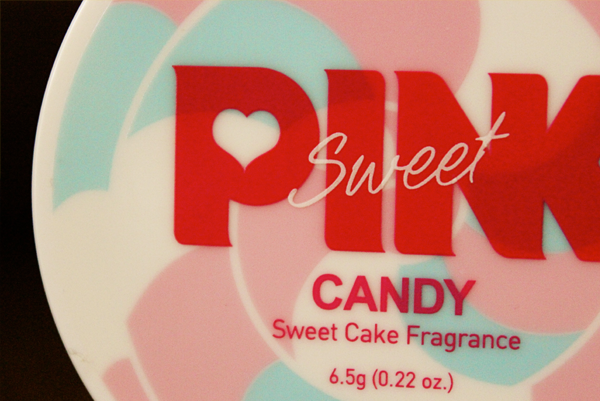 PINK
Sweet
CANDY
Sweet Cake Fragrance
6.5g (0.22 oz.)